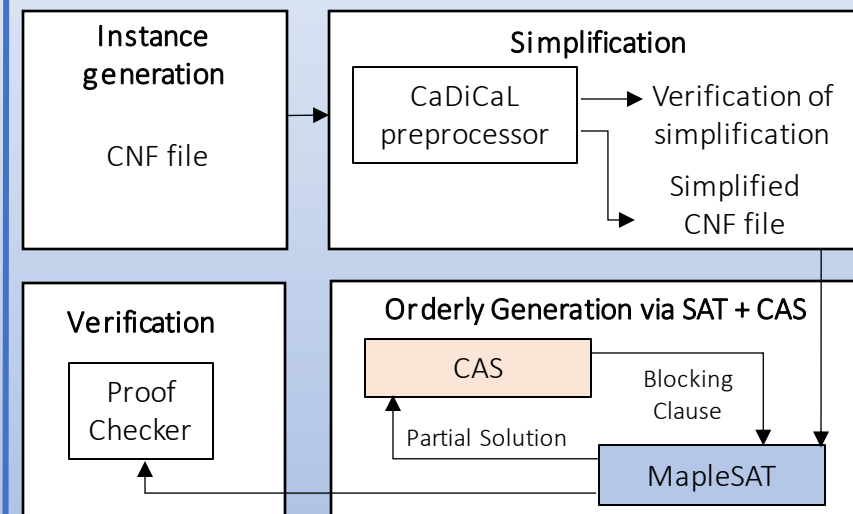 Instance
generation
CNF file
Simplification
CaDiCaL
preprocessor
Verification of
simplification
Simplified
CNF file
Verification
Proof
Checker
Orderly Generation via SAT + CAS
CAS
Blocking
Clause
Partial Solution
MapleSAT